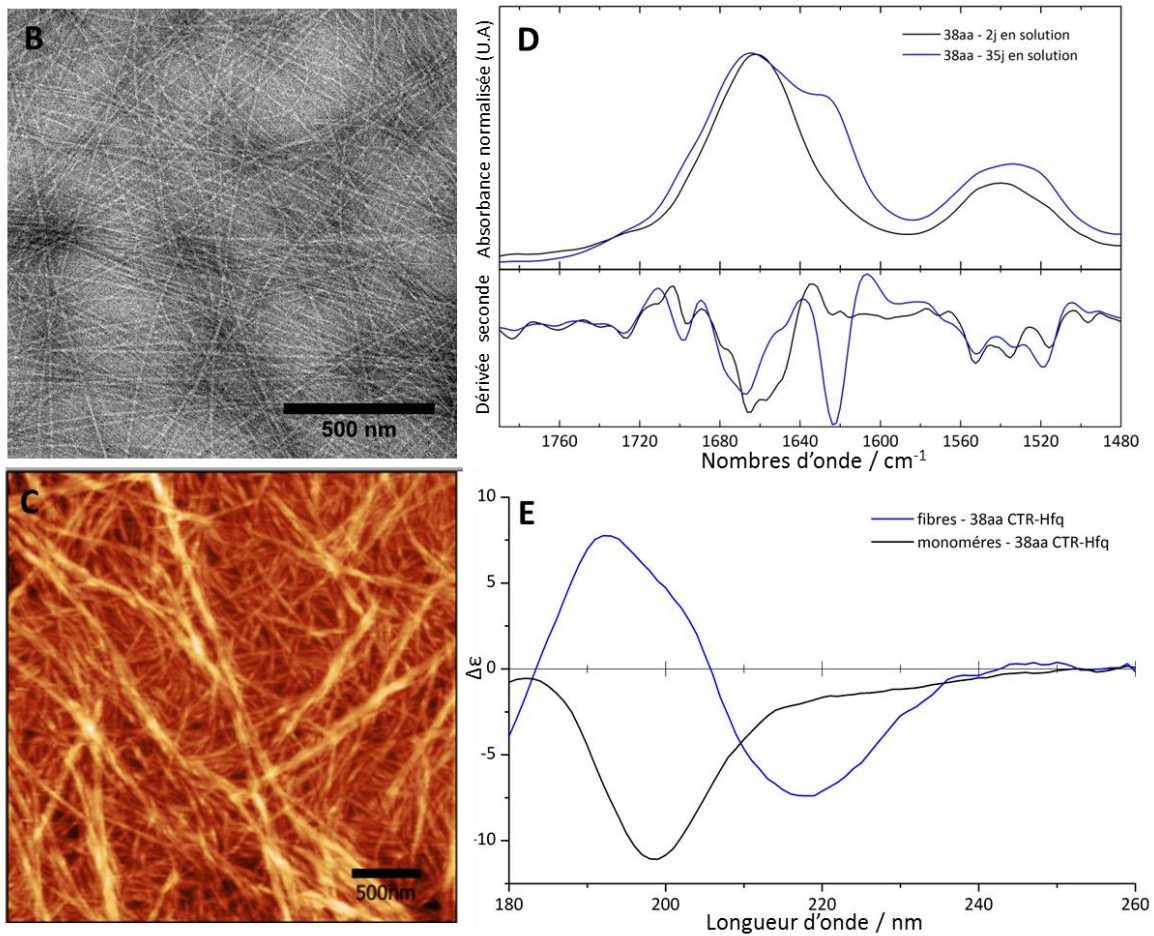 B
500 nm
C
500nm
D
38aa - 2j en solution
38aa - 35j en solution
Absorbance normalisée (U.A)
Dérivée seconde
1760 1720 1680 1640 1600 1560 1520 1480
Nombres d'onde / cm⁻¹
E
fibres - 38aa CTR-Hfq
monoméres - 38aa CTR-Hfq
10
5
0
-5
-10
Δε
180 200 220 240 260
Longueur d'onde / nm